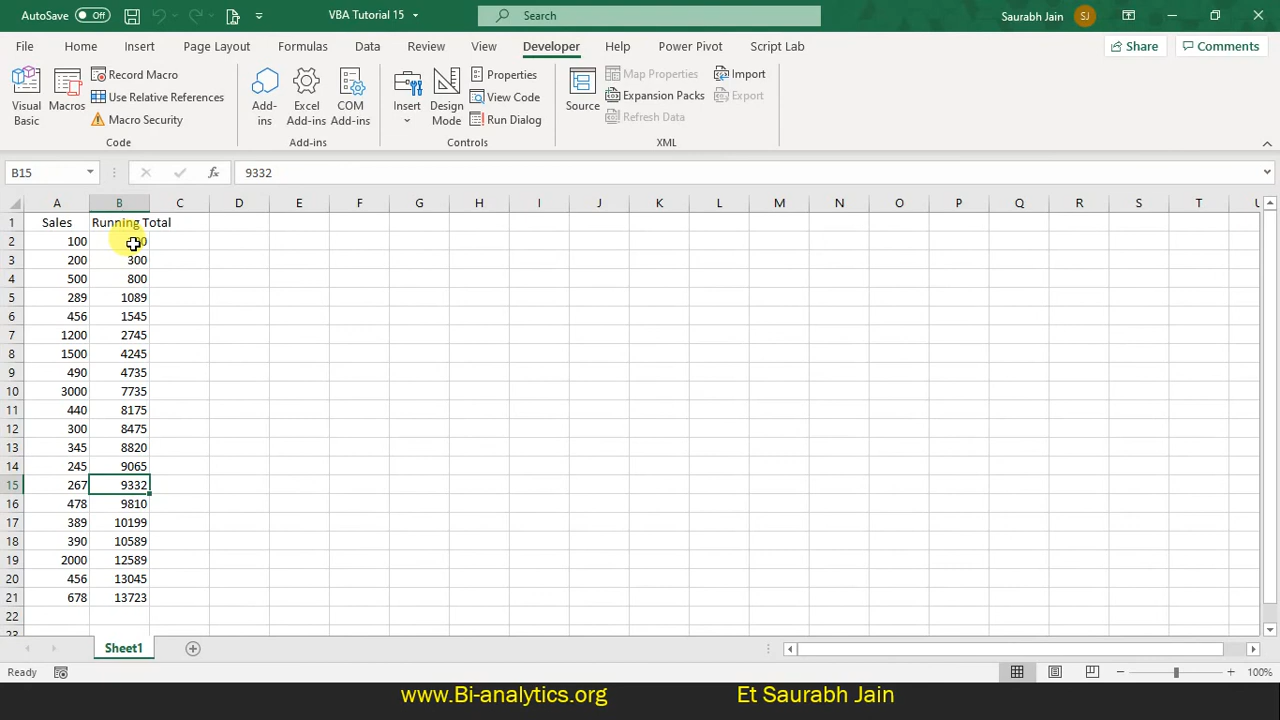 AutoSave Off VBA Tutorial 15 Search Saurabh Jain SJ
File Home Insert Page Layout Formulas Data Review View Developer Help Power Pivot Script Lab Share Comments
Visual Basic
Macros
Record Macro
Use Relative References
Macro Security
Code
Add-ins
Excel Add-ins
COM Add-ins
Add-ins
Insert
Design Mode
Properties
View Code
Run Dialog
Controls
Source
Map Properties
Expansion Packs
Refresh Data
Import
Export
XML
B15 fx 9332
A B C D E F G H I J K L M N O P Q R S T U
1 Sales Running Total
2 100
3 200 300
4 500 800
5 289 1089
6 456 1545
7 1200 2745
8 1500 4245
9 490 4735
10 3000 7735
11 440 8175
12 300 8475
13 345 8820
14 245 9065
15 267 9332
16 478 9810
17 389 10199
18 390 10589
19 2000 12589
20 456 13045
21 678 13723
22
23
Sheet1
Ready 100%
www.Bi-analytics.org Et Saurabh Jain